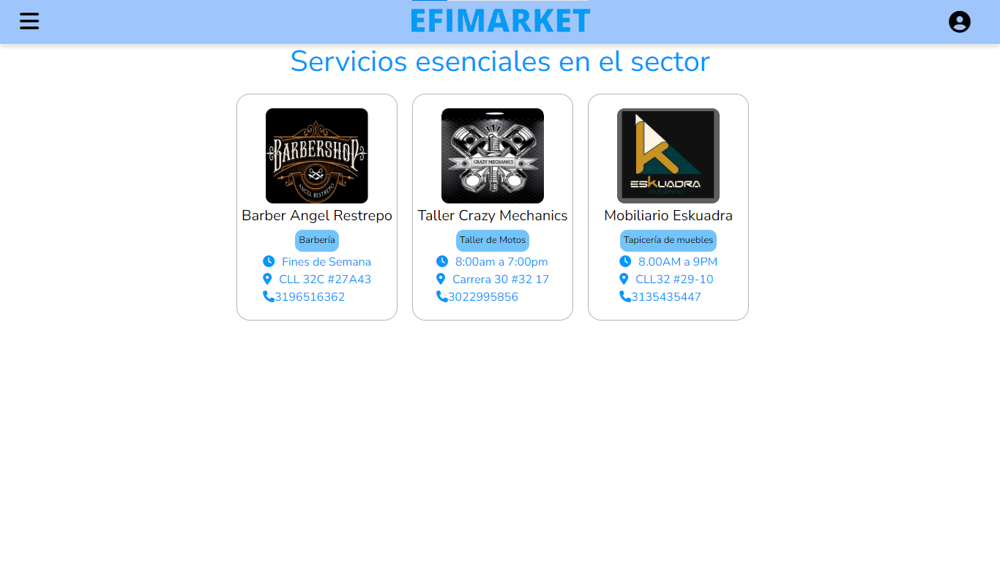 EFIMARKET
Servicios esenciales en el sector
BARBERSHOP
ANGEL RESTREPO
Barber Angel Restrepo
Barbería
Fines de Semana
CLL 32C #27A43
3196516362
CRAZY MECHANICS
Taller Crazy Mechanics
Taller de Motos
8:00am a 7:00pm
Carrera 30 #32 17
3022995856
ESKUADRA
Mobiliario Eskuadra
Tapicería de muebles
8.00AM a 9PM
CLL32 #29-10
3135435447